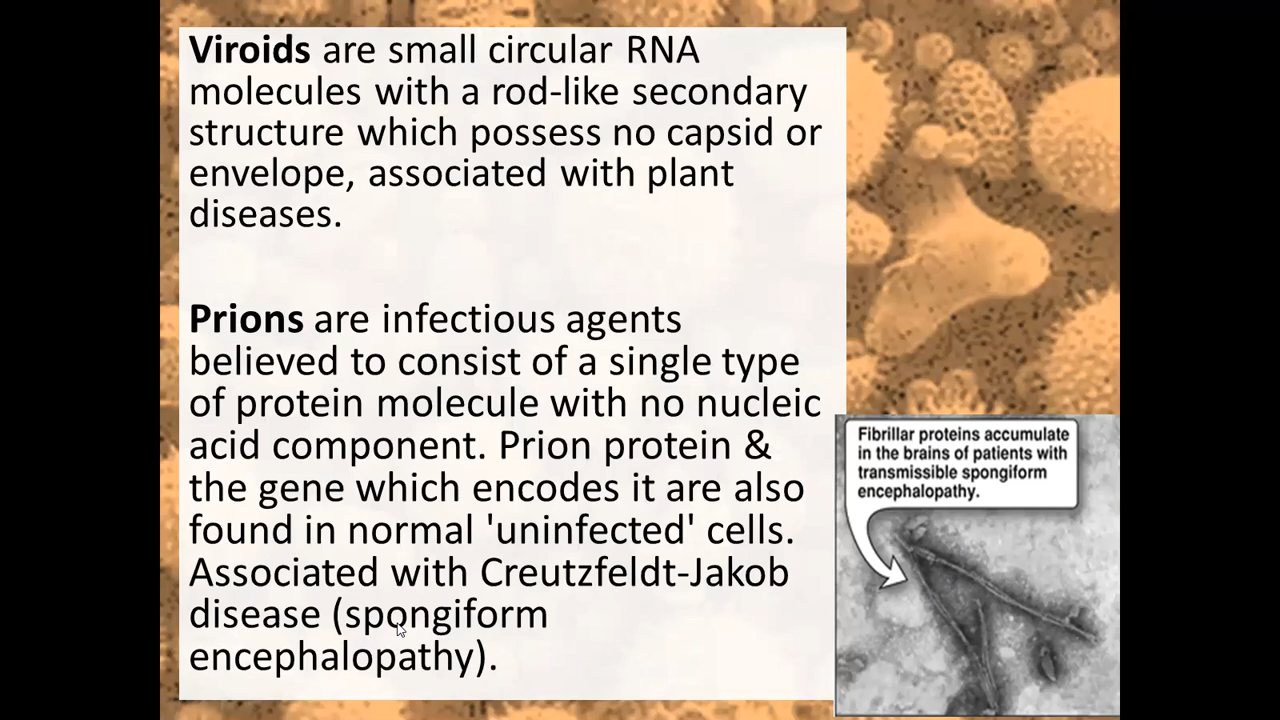 Viroids are small circular RNA
molecules with a rod-like secondary
structure which possess no capsid or
envelope, associated with plant
diseases.
Prions are infectious agents
believed to consist of a single type
of protein molecule with no nucleic
acid component. Prion protein &
the gene which encodes it are also
found in normal 'uninfected' cells.
Associated with Creutzfeldt-Jakob
disease (spongiform
encephalopathy).
Fibrillar proteins accumulate
in the brains of patients with
transmissible spongiform
encephalopathy.